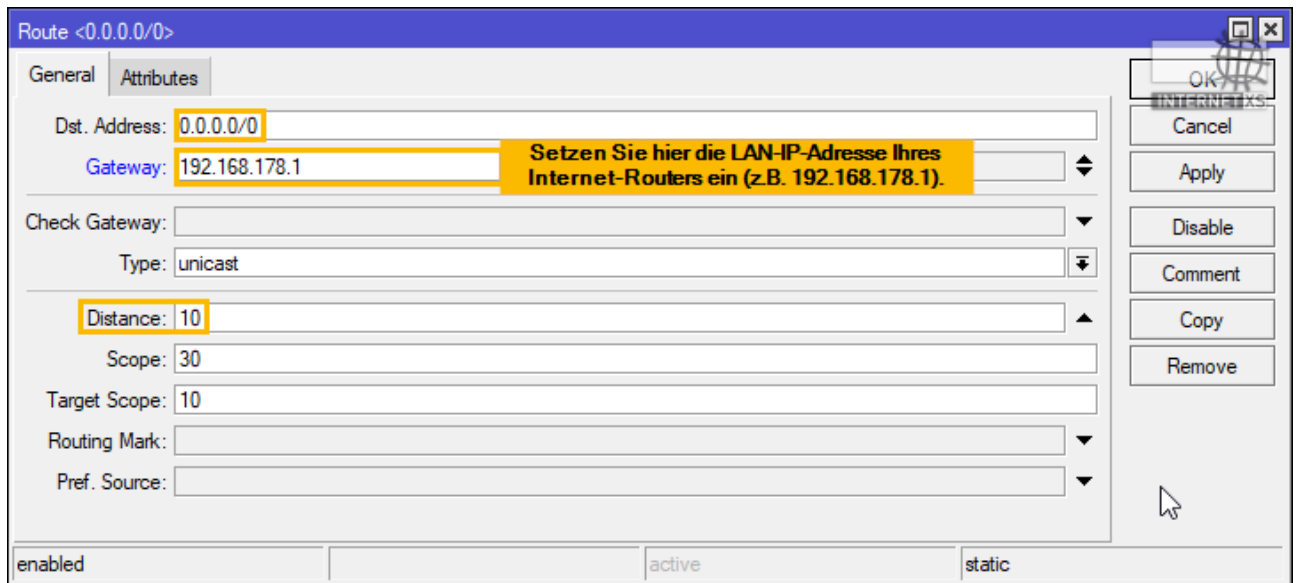 Route <0.0.0.0/0>
General Attributes
OK
INTERNET XS.
Dst. Address: 0.0.0.0/0
Cancel
Gateway: 192.168.178.1
Setzen Sie hier die LAN-IP-Adresse Ihres
Internet-Routers ein (z.B. 192.168.178.1).
Apply
Check Gateway:
Disable
Type: unicast
Comment
Distance: 10
Copy
Scope: 30
Remove
Target Scope: 10
Routing Mark:
Pref. Source:
enabled active static